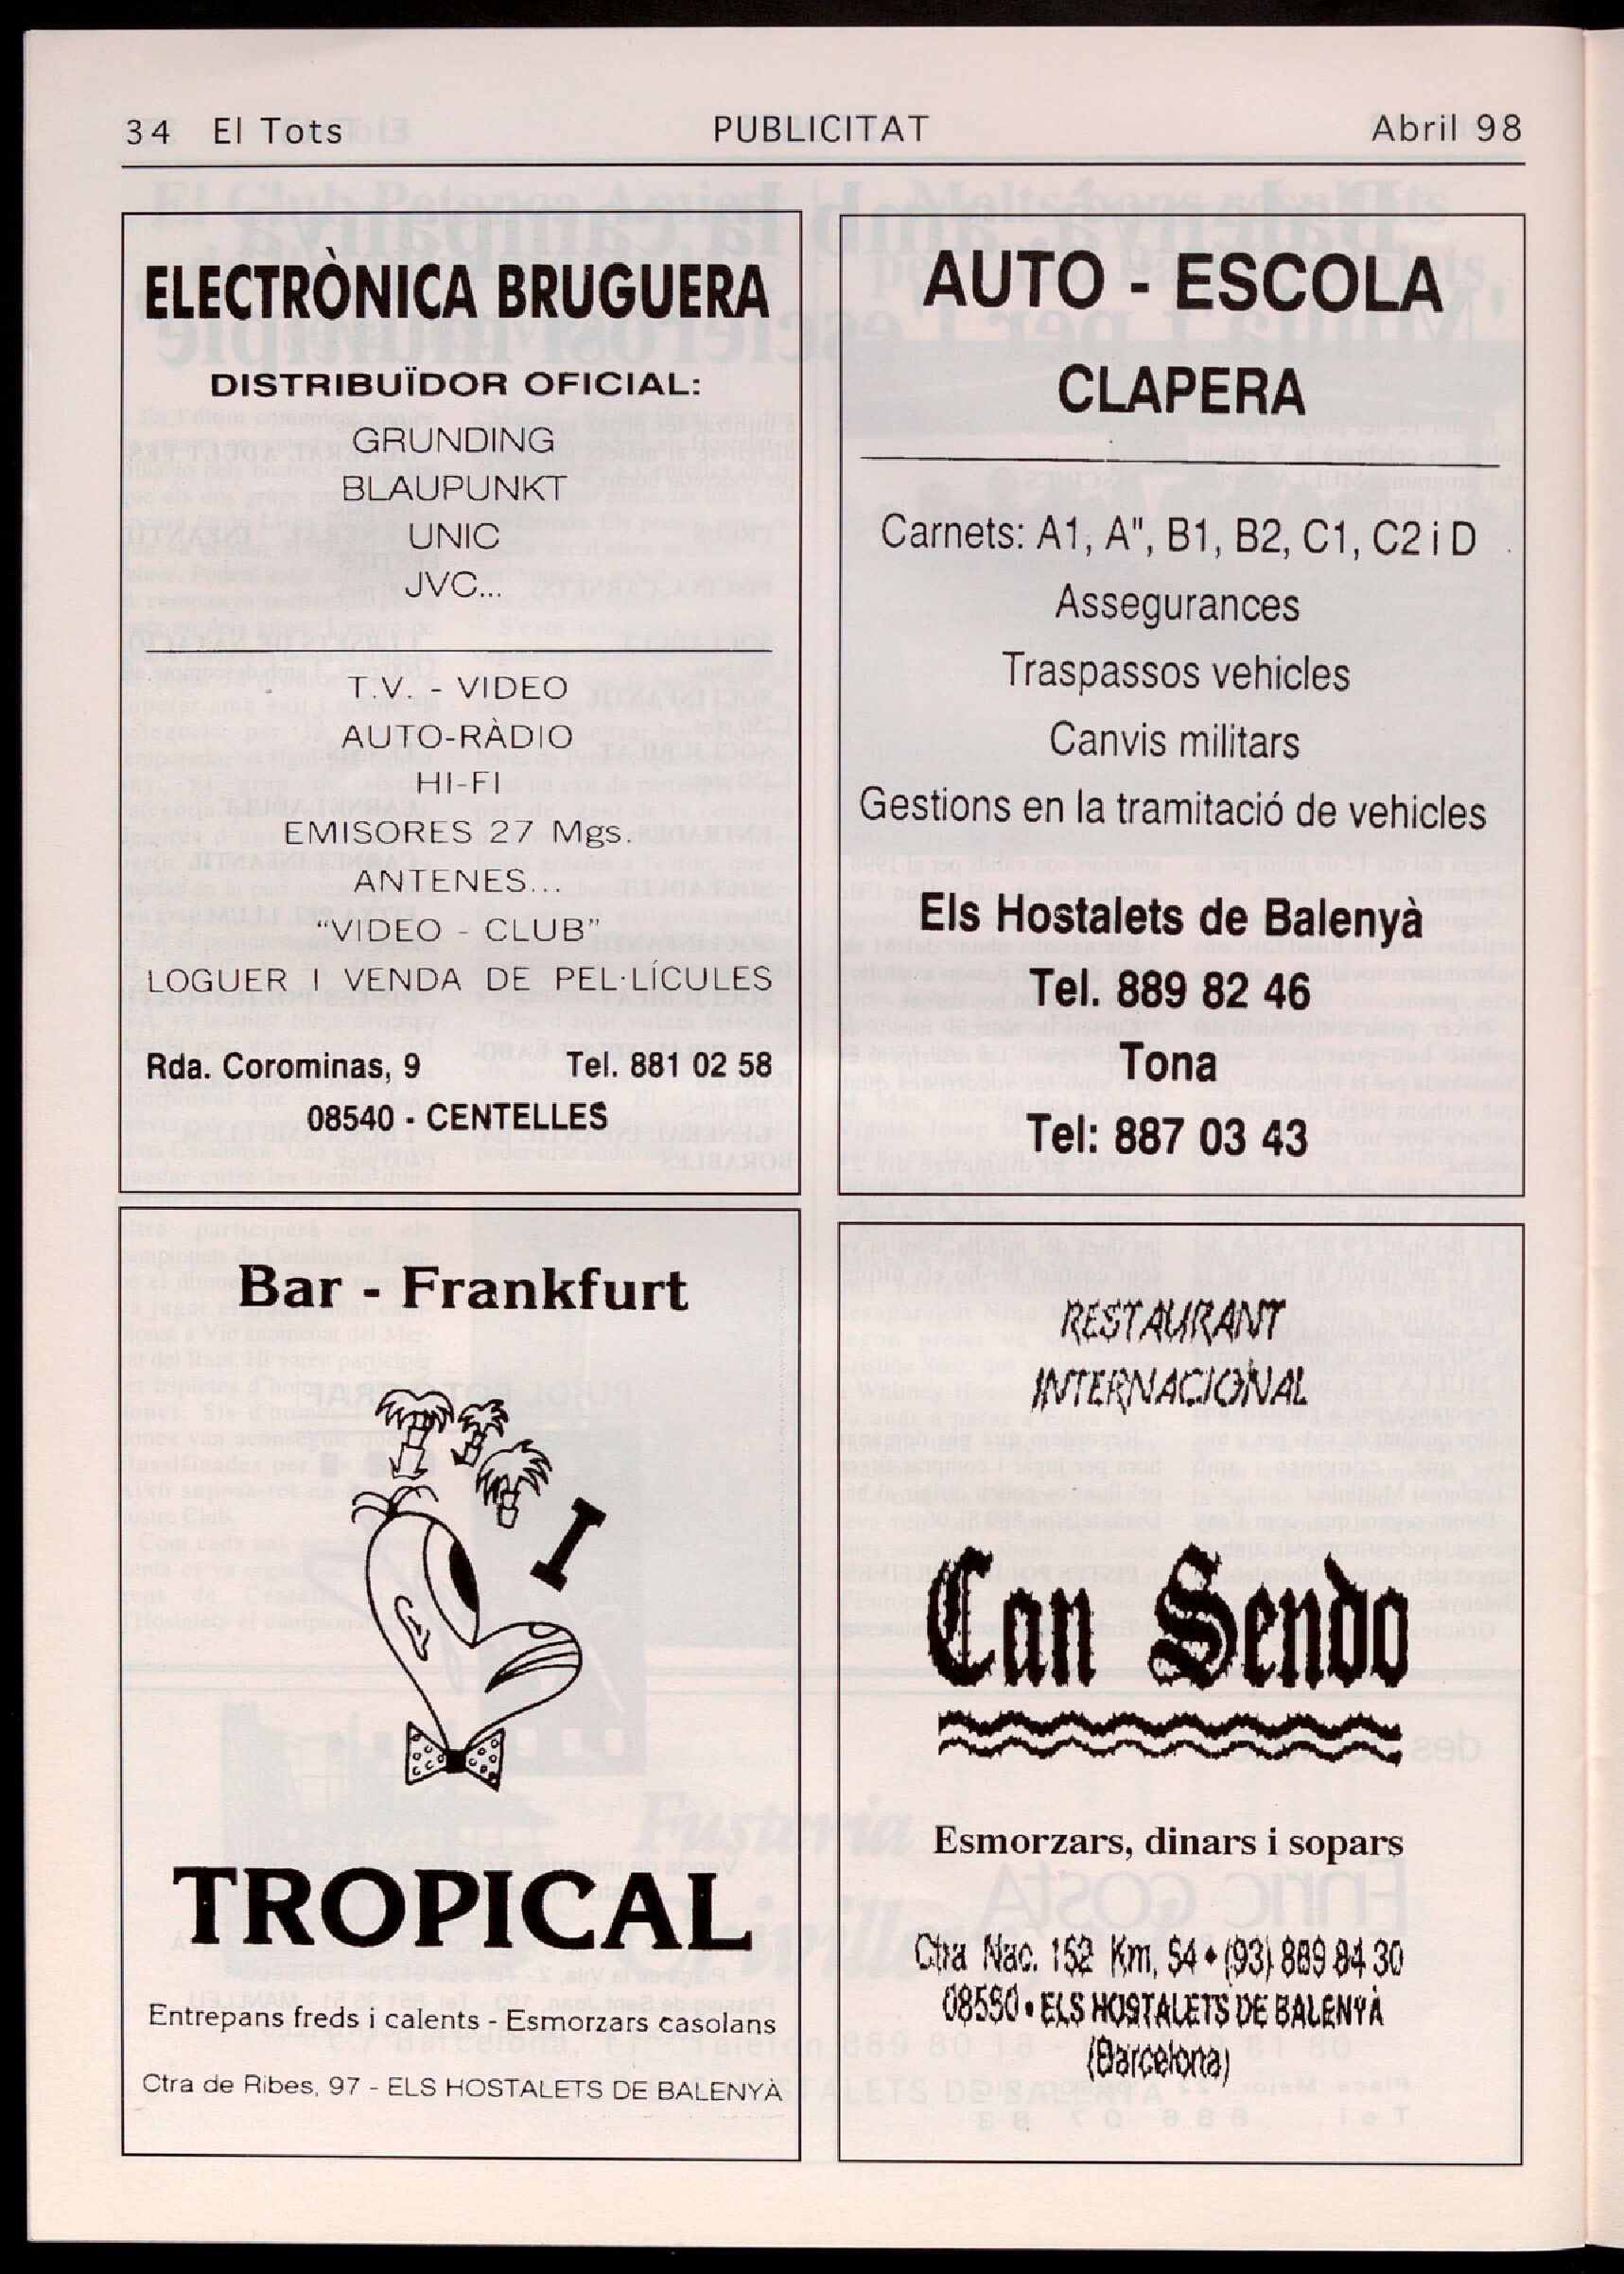 34 El Tots PUBLICITAT Abril 98
ELECTRÒNICA BRUGUERA
DISTRIBUÏDOR OFICIAL:
GRUNDING
BLAUPUNKT
UNIC
JVC...
T.V. - VIDEO
AUTO-RÀDIO
HI-FI
EMISORES 27 Mgs.
ANTENES...
“VIDEO - CLUB”
LOGUER I VENDA DE PEL·LÍCULES
Rda. Corominas, 9 Tel. 881 02 58
08540 - CENTELLES
AUTO - ESCOLA
CLAPERA
Carnets: A1, A", B1, B2, C1, C2 i D
Assegurances
Traspassos vehicles
Canvis militars
Gestions en la tramitació de vehicles
Els Hostalets de Balenyà
Tel. 889 82 46
Tona
Tel: 887 03 43
Bar - Frankfurt
I
TROPICAL
Entrepans freds i calents - Esmorzars casolans
Ctra de Ribes, 97 - ELS HOSTALETS DE BALENYÀ
RESTAURANT
INTERNACIONAL
Can Sendo
Esmorzars, dinars i sopars
Ctra Nac. 152 Km, 54 • (93) 889 84 30
08550 • ELS HOSTALETS DE BALENYÀ
(Barcelona)